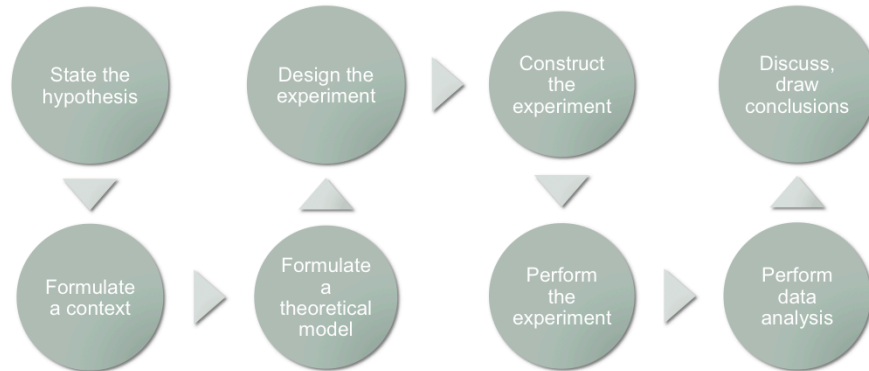 State the
hypothesis
Formulate
a context
Formulate
a
theoretical
model
Design the
experiment
Construct
the
experiment
Perform
the
experiment
Perform
data
analysis
Discuss,
draw
conclusions